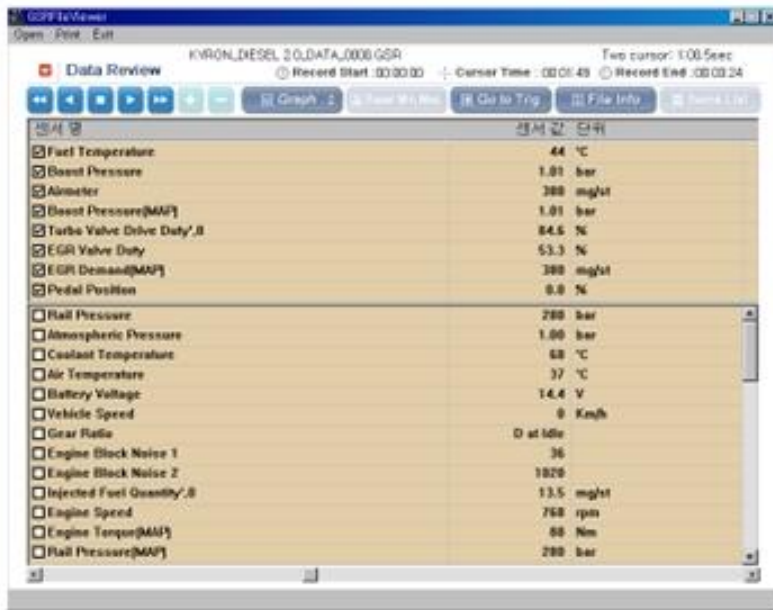 GSRFileViewer
Open Print Exit
KYRON_DIESEL 2.0_DATA_0000.GSR Two cursor: 1:00.5sec
Data Review Record Start :00:00:00 Cursor Time : 00:01:49 Record End :00:03:24
Graph : 2 Go to Trig File Info
센서 명 센서 값 단위
Fuel Temperature 44 °C
Boost Pressure 1.01 bar
Airmeter 380 mg/st
Boost Pressure(MAP) 1.01 bar
Turbo Valve Drive Duty',0 84.6 %
EGR Valve Duty 53.3 %
EGR Demand(MAP) 380 mg/st
Pedal Position 0.0 %
Rail Pressure 280 bar
Atmospheric Pressure 1.00 bar
Coolant Temperature 68 °C
Air Temperature 37 °C
Battery Voltage 14.4 V
Vehicle Speed 0 Km/h
Gear Ratio D at Idle
Engine Block Noise 1 36
Engine Block Noise 2 1020
Injected Fuel Quantity',0 13.5 mg/st
Engine Speed 768 rpm
Engine Torque(MAP) 88 Nm
Rail Pressure(MAP) 280 bar